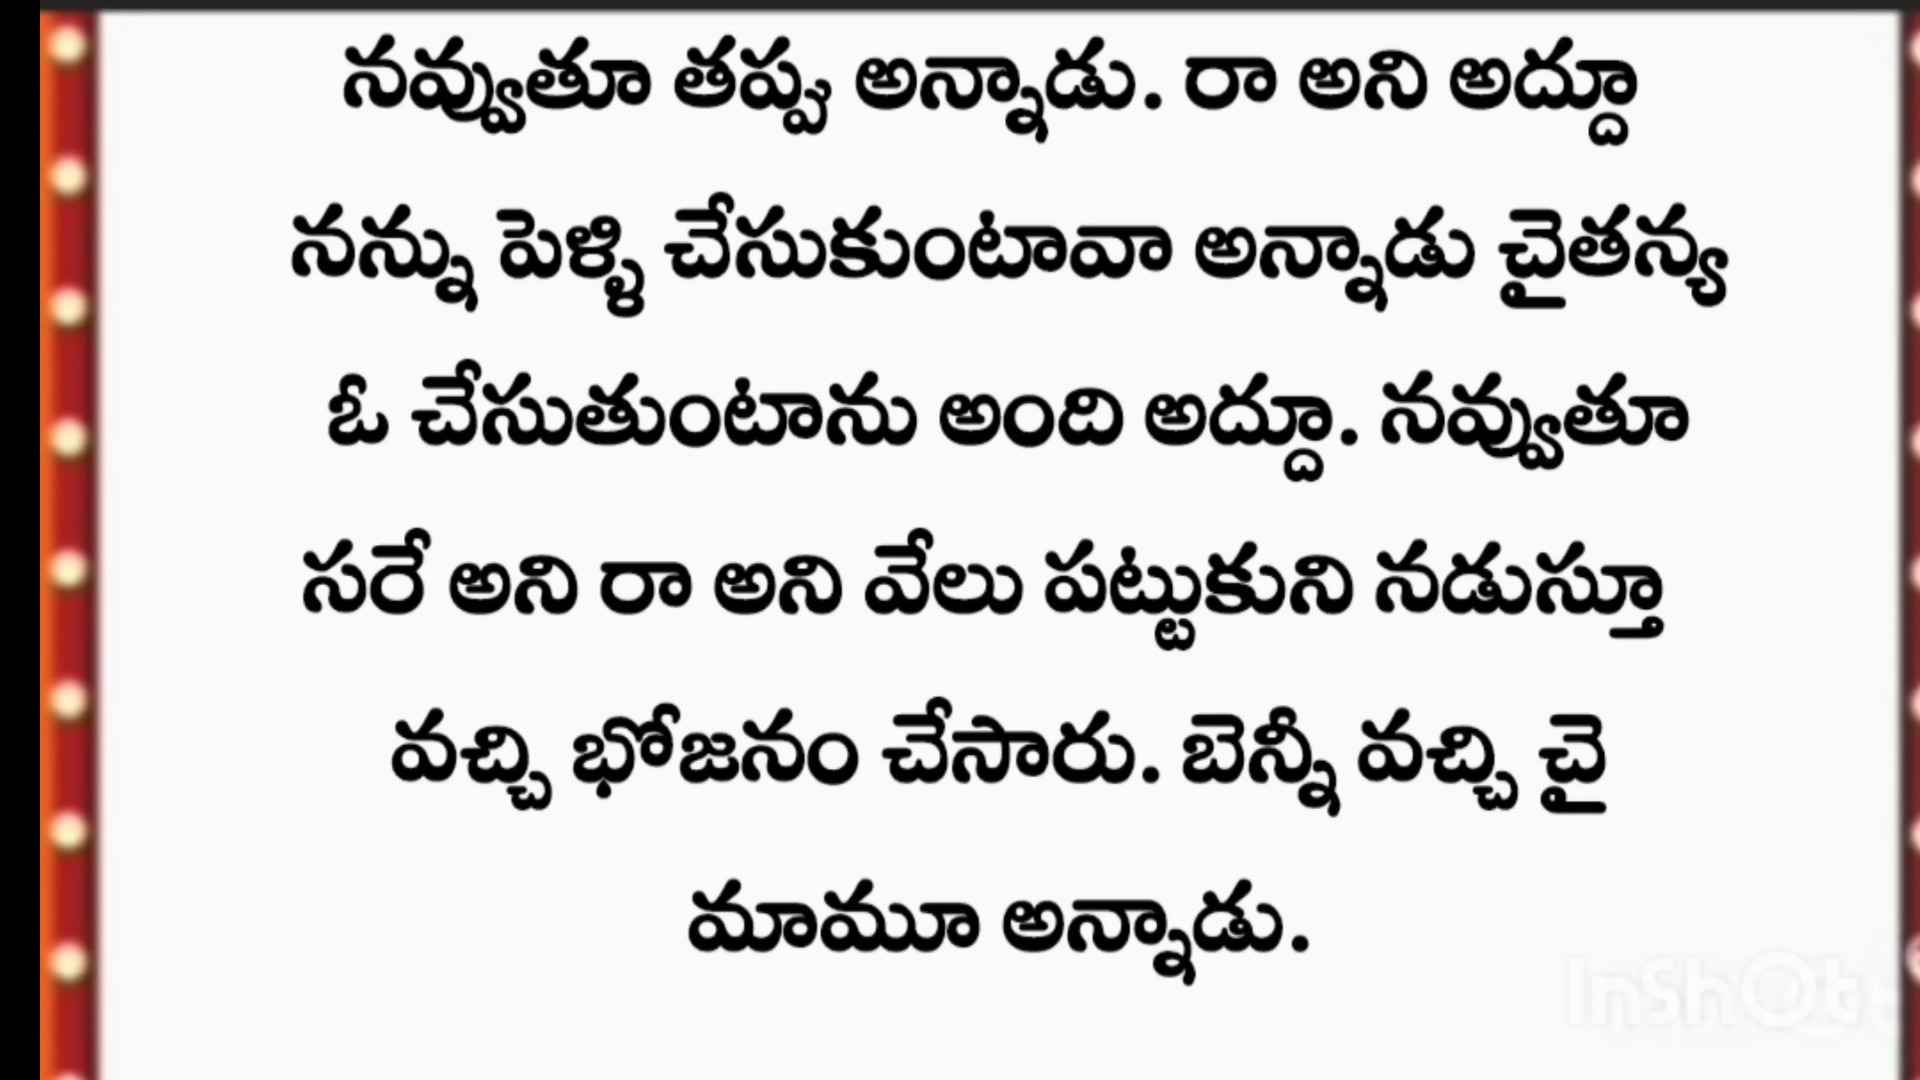 నవ్వుతూ తప్పు అన్నాడు. రా అని అద్దూ
నన్ను పెళ్ళి చేసుకుంటావా అన్నాడు చైతన్య
ఓ చేసుతుంటాను అంది అద్దూ. నవ్వుతూ
సరే అని రా అని వేలు పట్టుకుని నడుస్తూ
వచ్చి భోజనం చేసారు. బెన్నీ వచ్చి చై
మామూ అన్నాడు.
InShOt